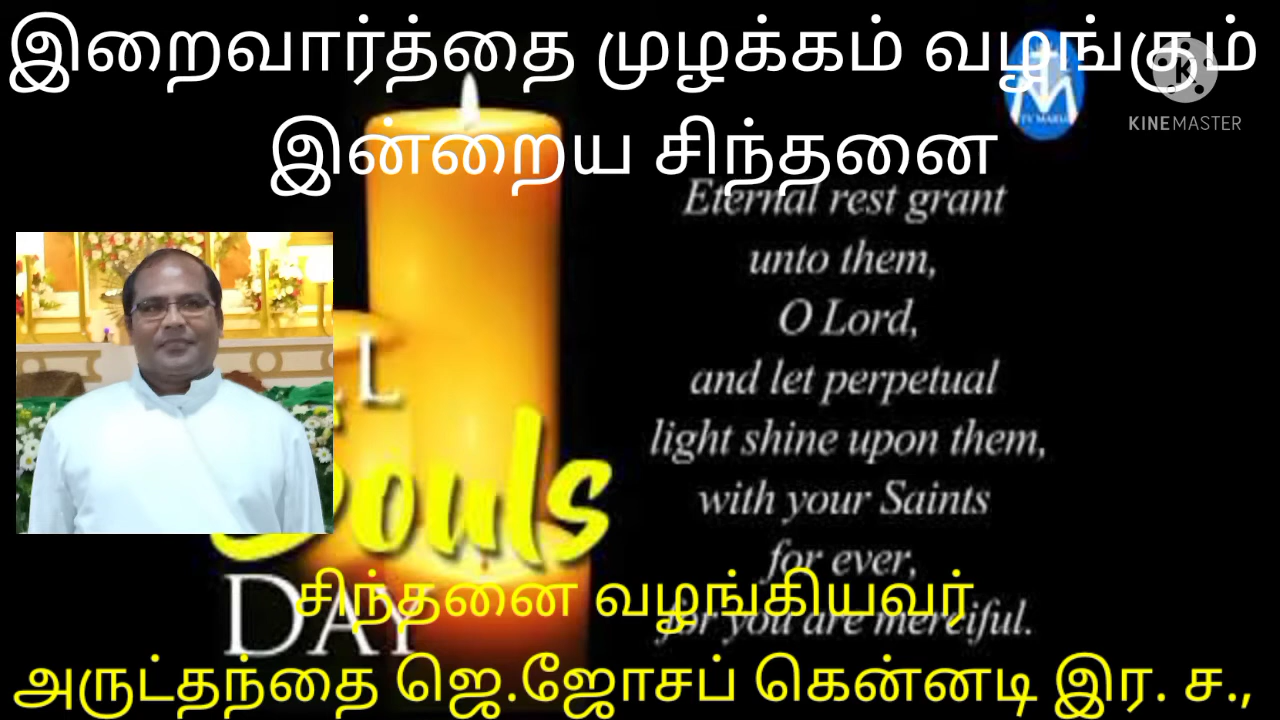 இறைவார்த்தை முழக்கம் வழங்கும்
இன்றைய சிந்தனை
TV MARIA
KINEMASTER
Eternal rest grant
unto them,
O Lord,
and let perpetual
light shine upon them,
with your Saints
for ever,
for you are merciful.
Souls
DAY
சிந்தனை வழங்கியவர்
அருட்தந்தை ஜெ.ஜோசப் கென்னடி இர. ச.,